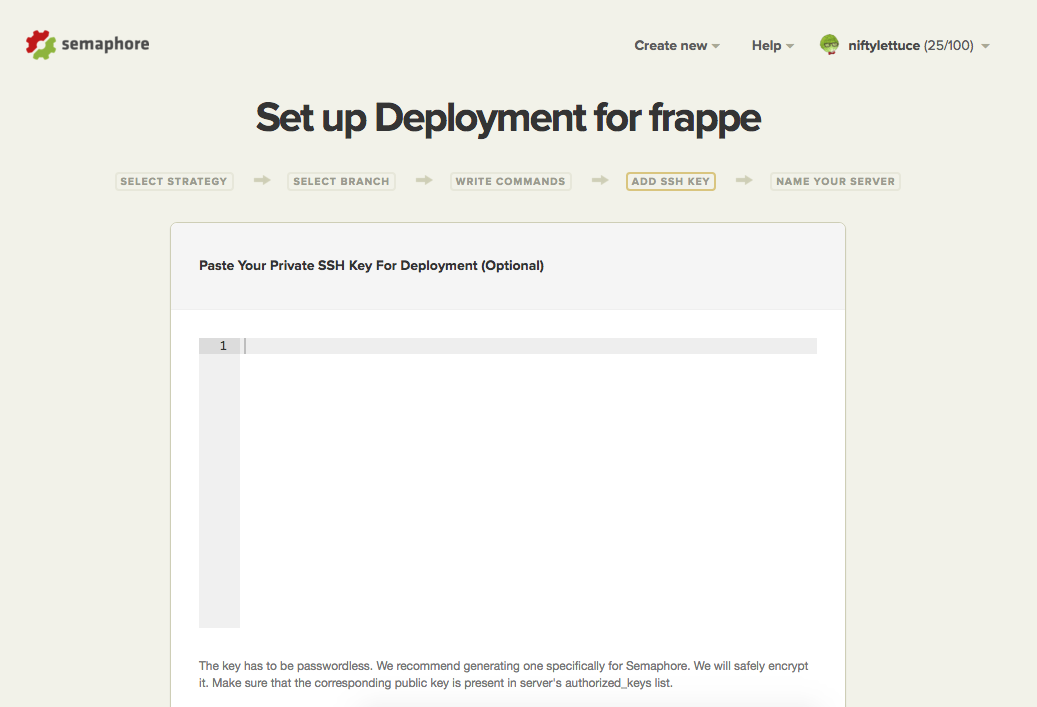 semaphore
Create new Help niftylettuce (25/100)
Set up Deployment for frappe
SELECT STRATEGY SELECT BRANCH WRITE COMMANDS ADD SSH KEY NAME YOUR SERVER
Paste Your Private SSH Key For Deployment (Optional)
1
The key has to be passwordless. We recommend generating one specifically for Semaphore. We will safely encrypt
it. Make sure that the corresponding public key is present in server's authorized_keys list.